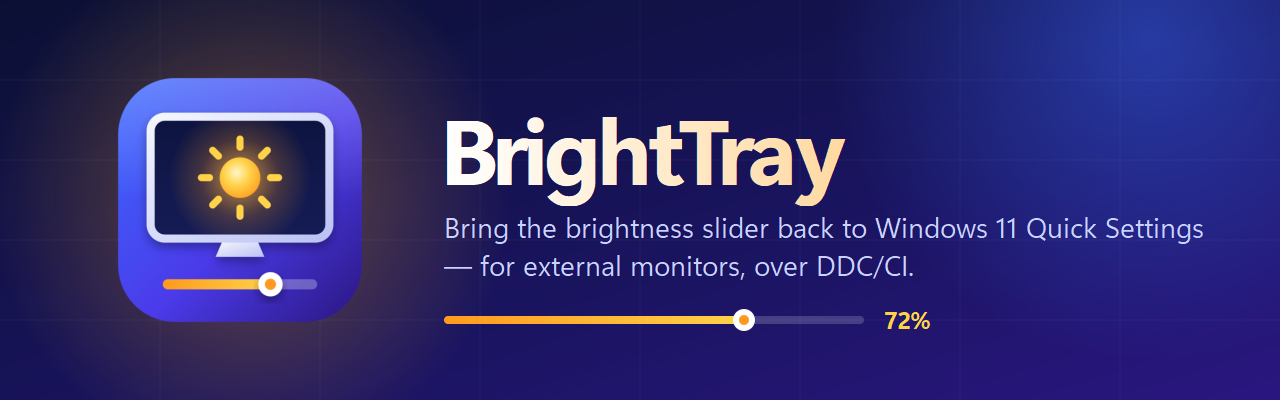 BrightTray
Bring the brightness slider back to Windows 11 Quick Settings
— for external monitors, over DDC/CI.
72%